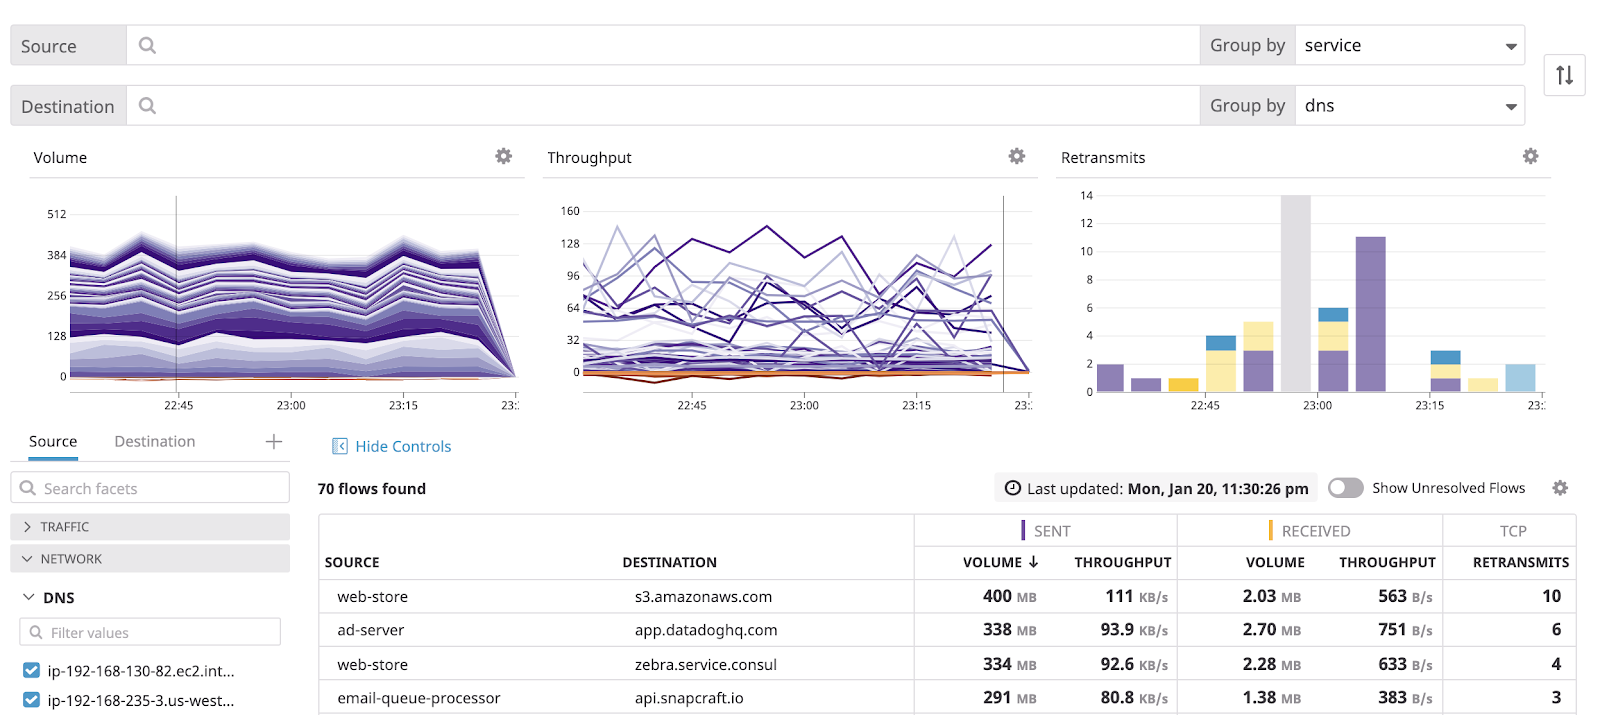 Source
Group by service
Destination
Group by dns
Volume
Throughput
Retransmits
512
384
256
128
0
22:45 23:00 23:15 23:
160
128
96
64
32
0
22:45 23:00 23:15 23:
14
12
10
8
6
4
2
0
22:45 23:00 23:15 23:
Source Destination
Hide Controls
Search facets
70 flows found
Last updated: Mon, Jan 20, 11:30:26 pm
Show Unresolved Flows
TRAFFIC
NETWORK
DNS
Filter values
ip-192-168-130-82.ec2.int...
ip-192-168-235-3.us-west...
SENT RECEIVED TCP
SOURCE DESTINATION VOLUME THROUGHPUT VOLUME THROUGHPUT RETRANSMITS
web-store s3.amazonaws.com 400 MB 111 KB/s 2.03 MB 563 B/s 10
ad-server app.datadoghq.com 338 MB 93.9 KB/s 2.70 MB 751 B/s 6
web-store zebra.service.consul 334 MB 92.6 KB/s 2.28 MB 633 B/s 4
email-queue-processor api.snapcraft.io 291 MB 80.8 KB/s 1.38 MB 383 B/s 3